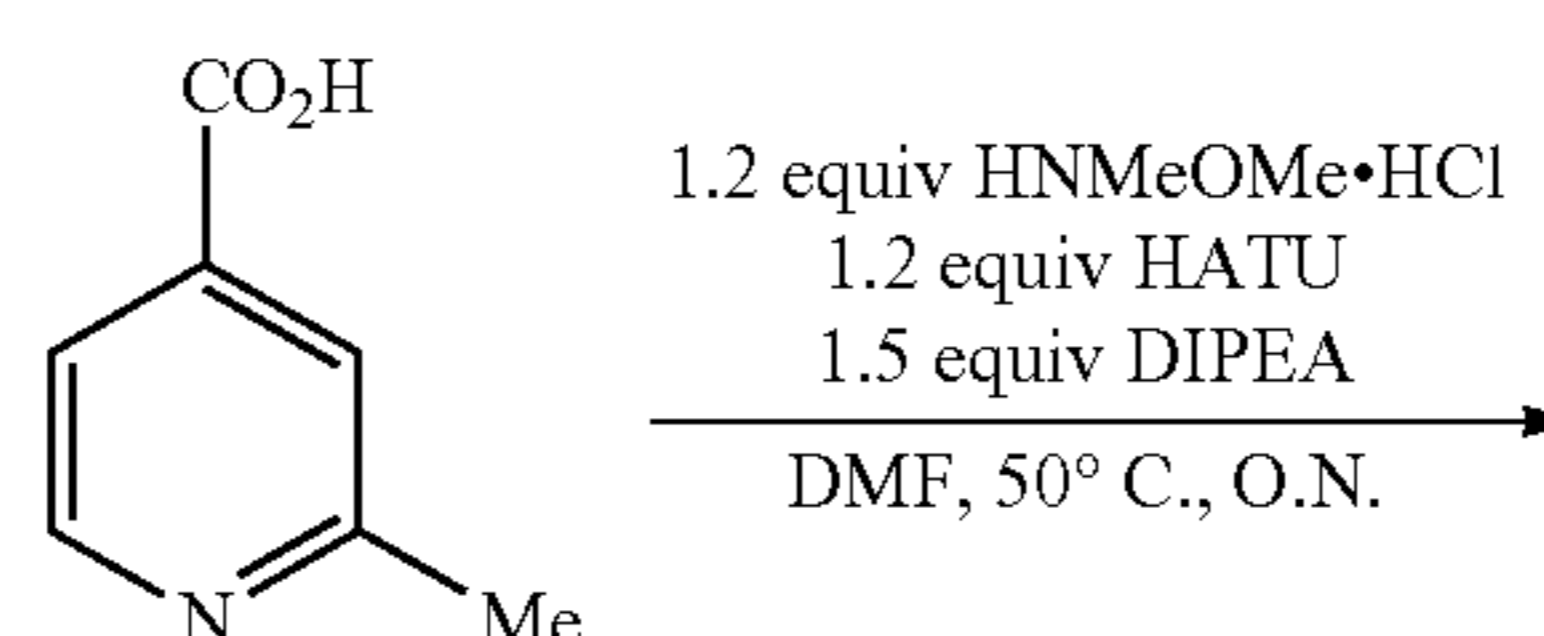 CO₂H
1.2 equiv HNMeOMe•HCl
1.2 equiv HATU
1.5 equiv DIPEA
DMF, 50° C., O.N.
N
Me